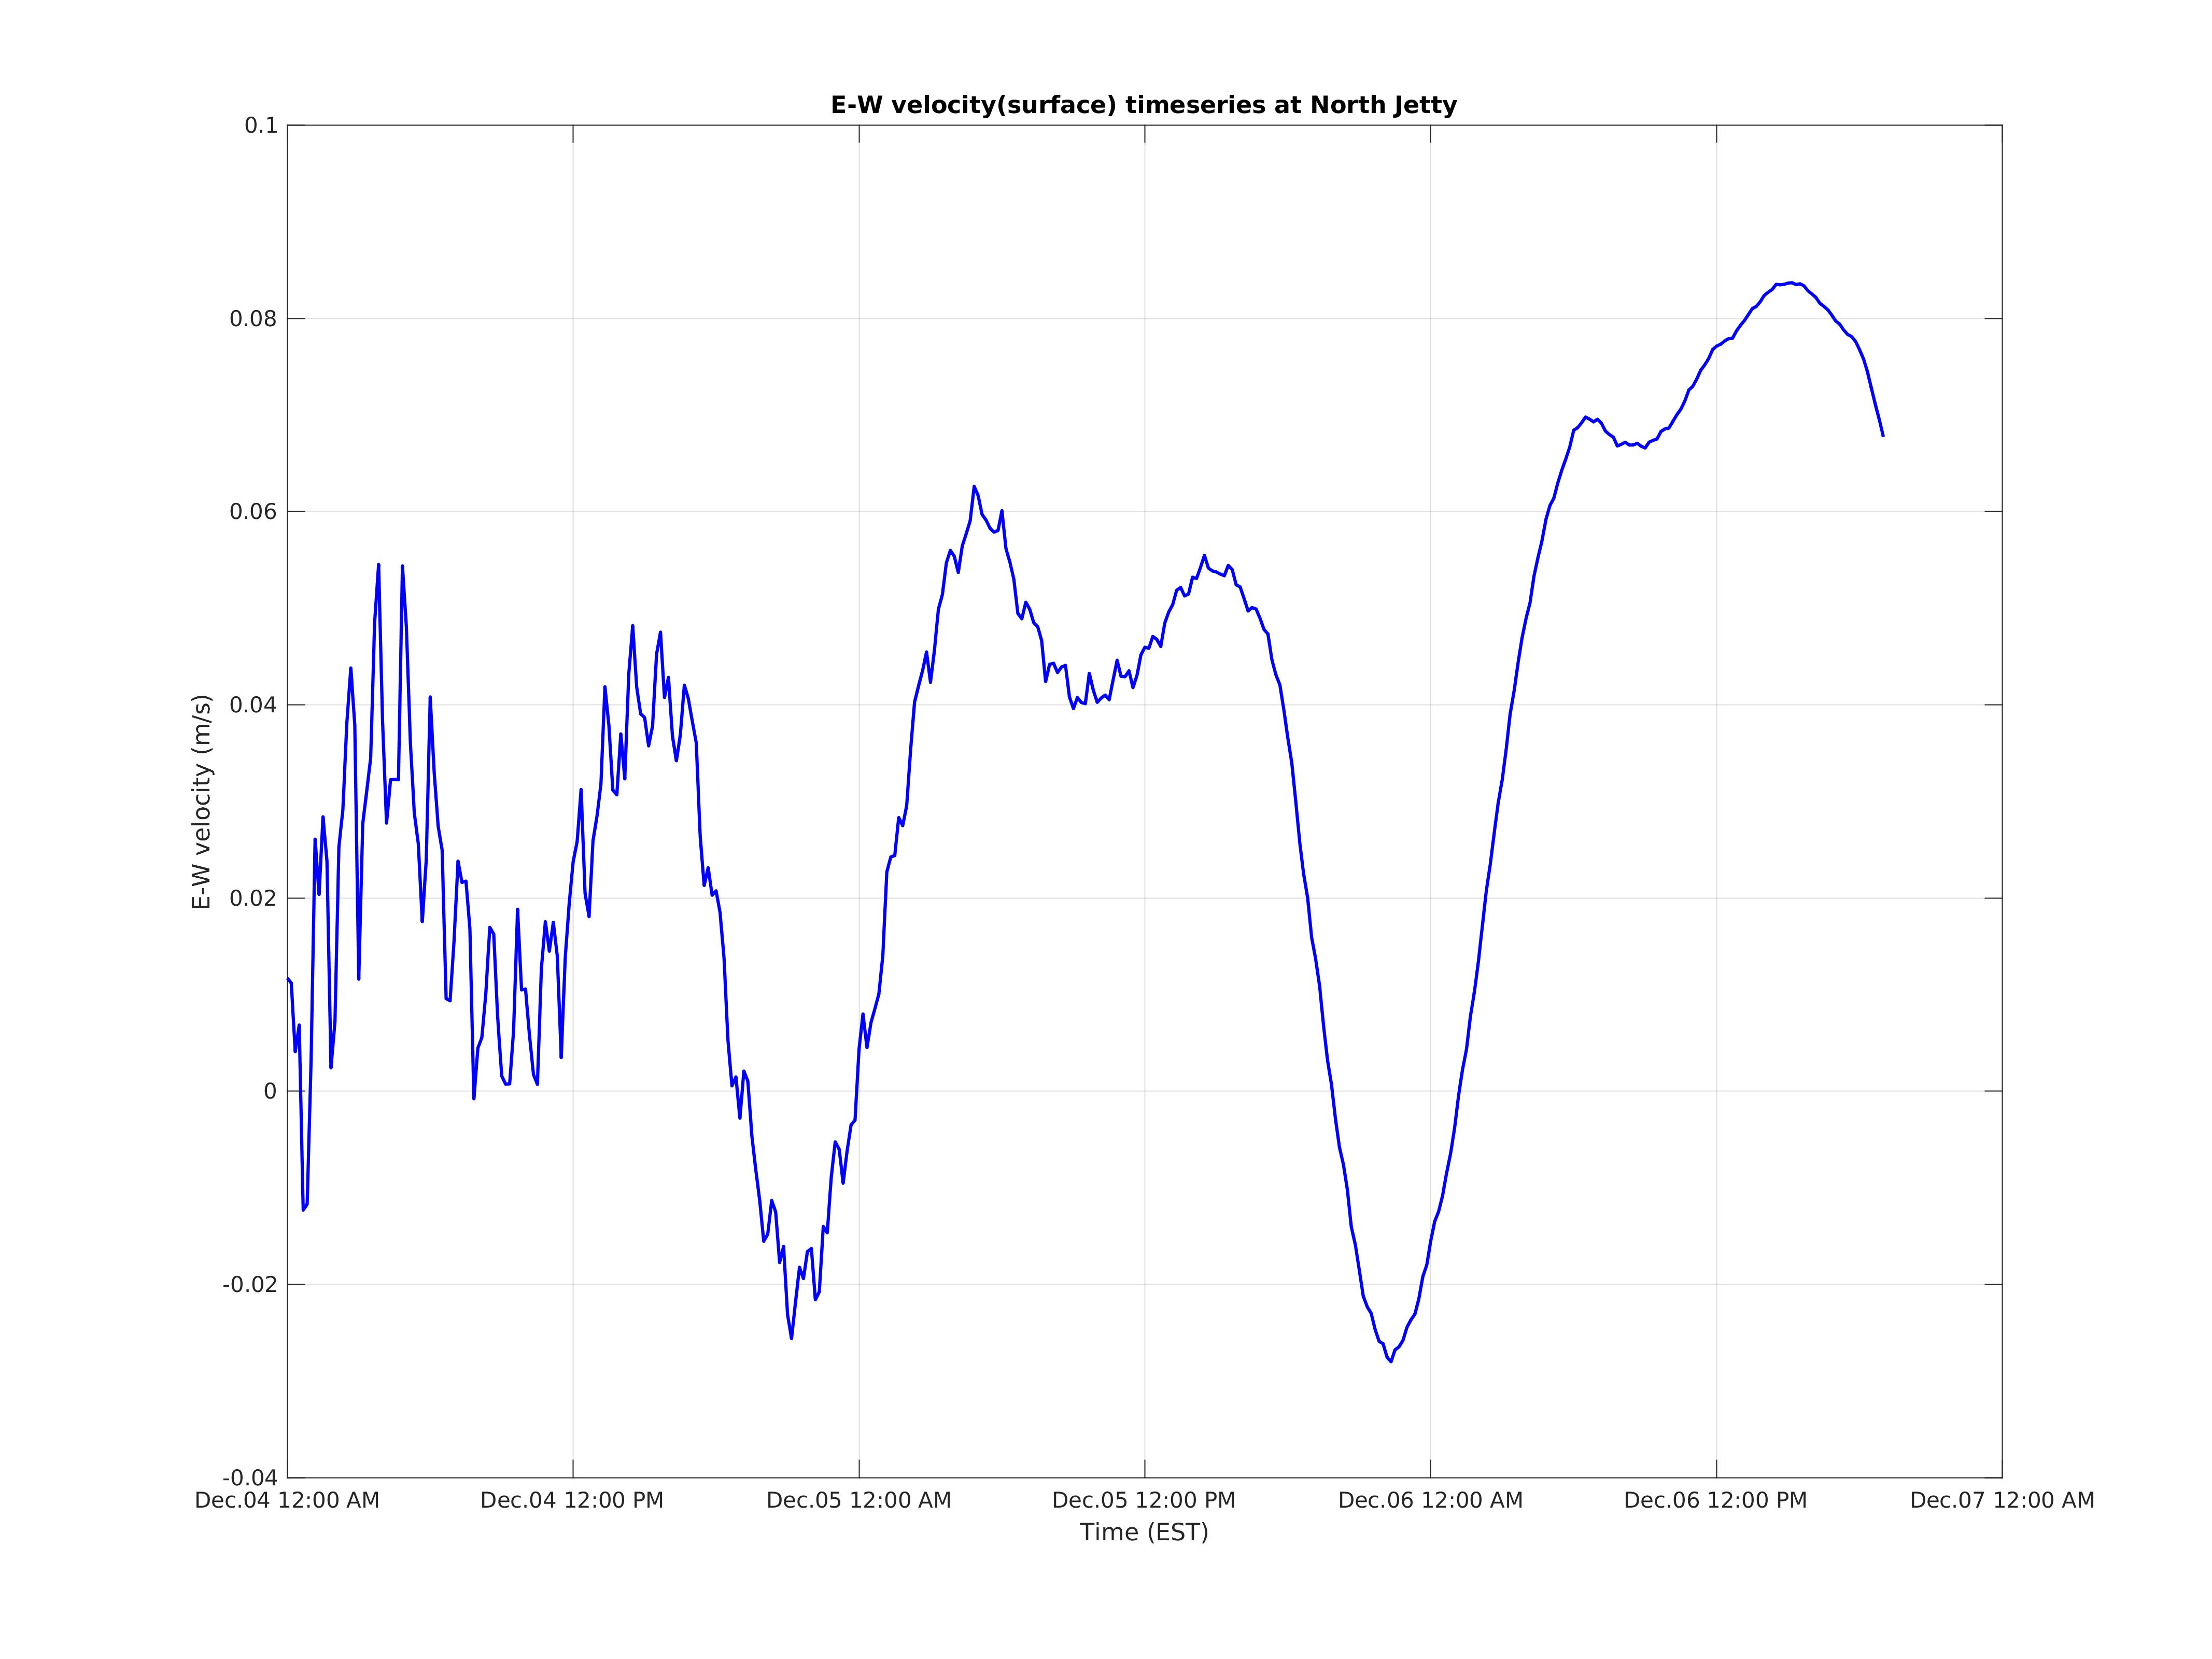 E-W velocity(surface) timeseries at North Jetty
0.1
0.08
0.06
0.04
0.02
0
-0.02
-0.04
E-W velocity (m/s)
Dec.04 12:00 AM
Dec.04 12:00 PM
Dec.05 12:00 AM
Dec.05 12:00 PM
Dec.06 12:00 AM
Dec.06 12:00 PM
Dec.07 12:00 AM
Time (EST)